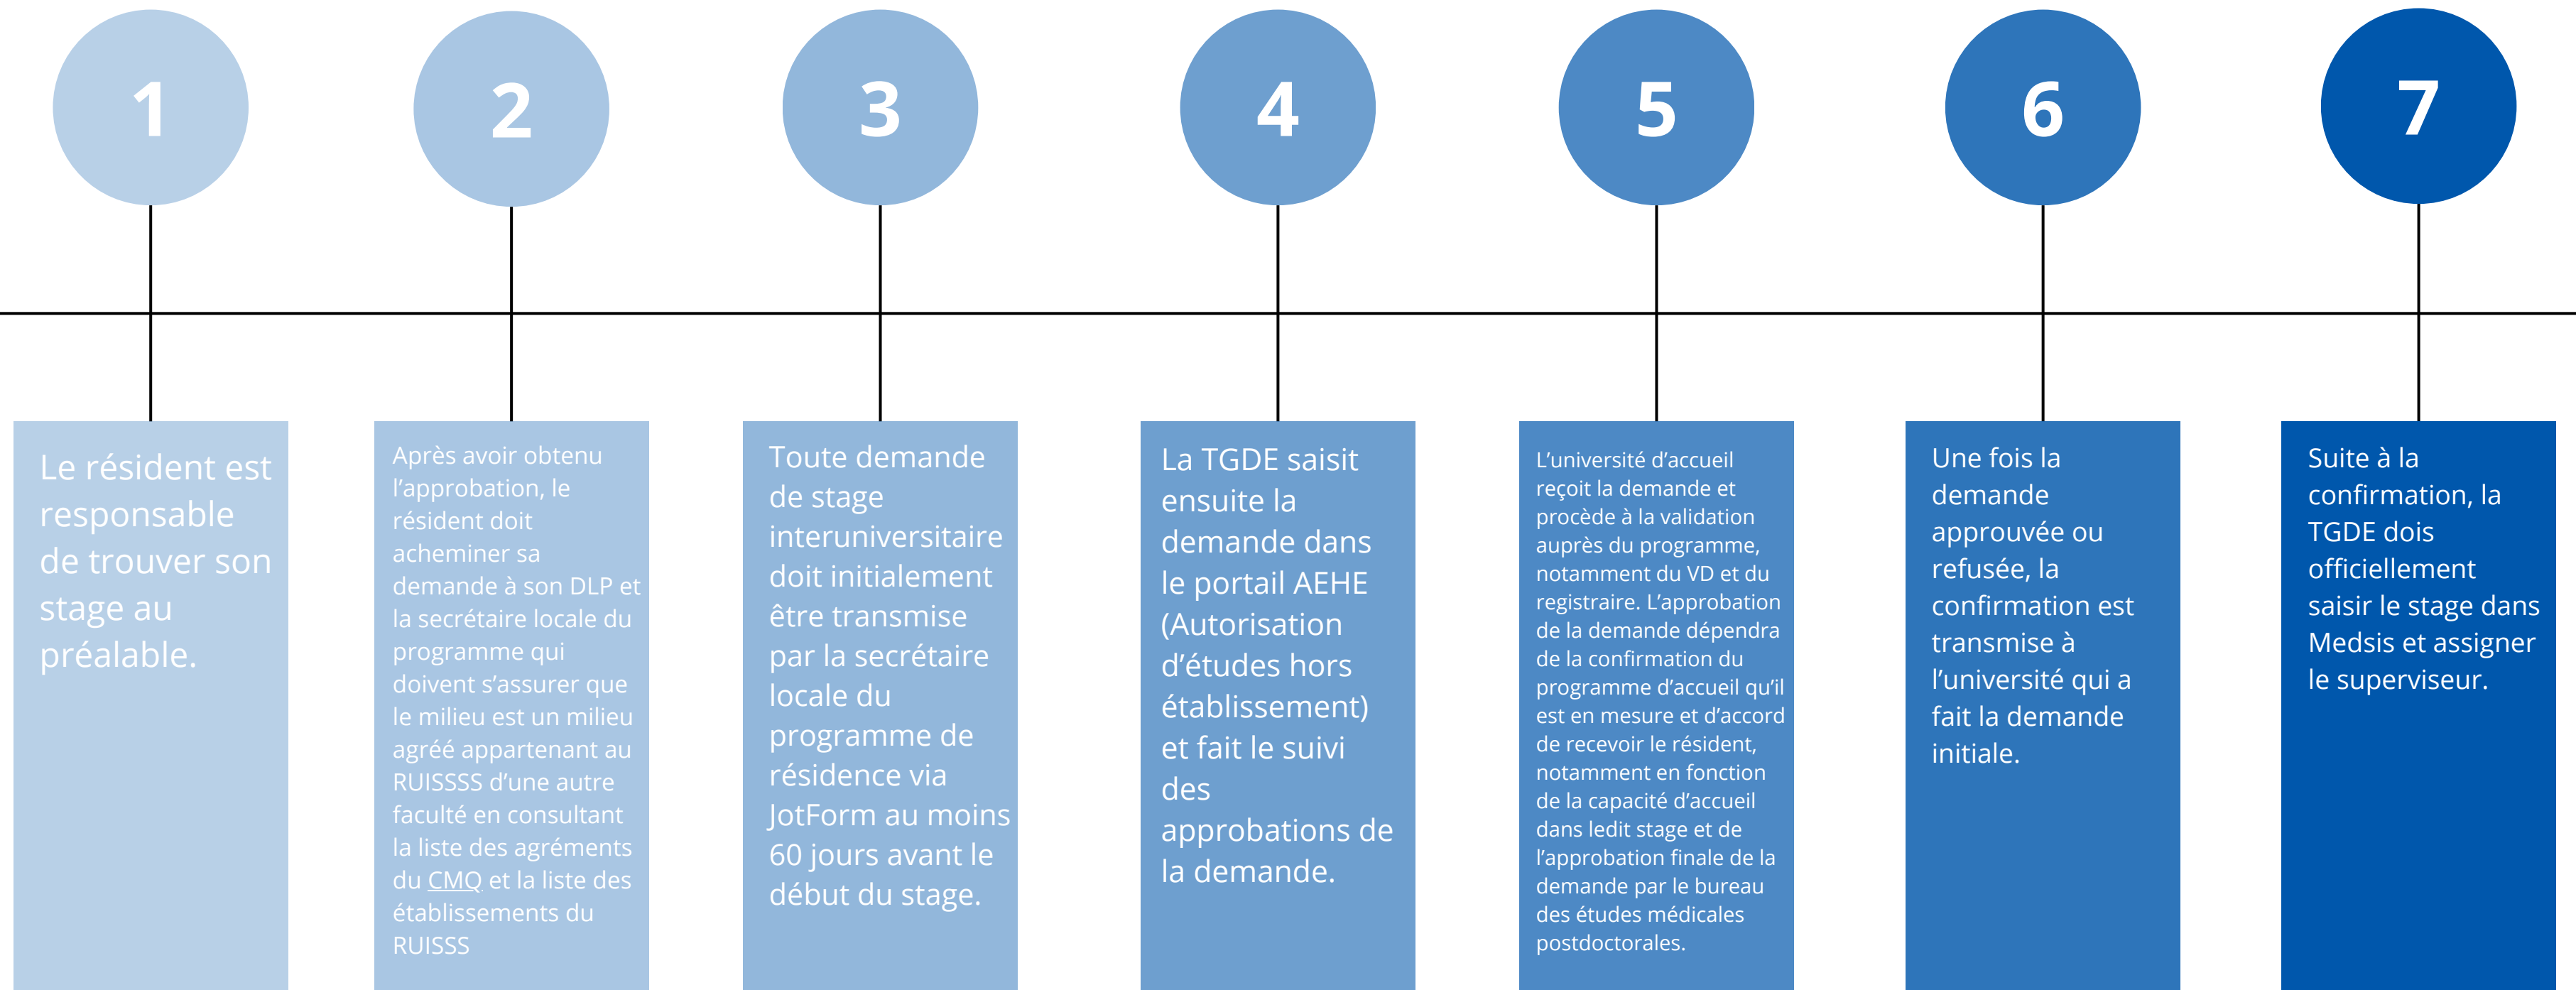 1
2
3
4
5
6
7
Le résident est
responsable
de trouver son
stage au
préalable.
Après avoir obtenu
l'approbation, le
résident doit
acheminer sa
demande à son DLP et
la secrétaire locale du
programme qui
doivent s'assurer que
le milieu est un milieu
agréé appartenant au
RUISSSS d'une autre
faculté en consultant
la liste des agréments
du CMQ et la liste des
établissements du
RUISSS
Toute demande
de stage
interuniversitaire
doit initialement
être transmise
par la secrétaire
locale du
programme de
résidence via
JotForm au moins
60 jours avant le
début du stage.
La TGDE saisit
ensuite la
demande dans
le portail AEHE
(Autorisation
d'études hors
établissement)
et fait le suivi
des
approbations de
la demande.
L'université d'accueil
reçoit la demande et
procède à la validation
auprès du programme,
notamment du VD et du
registraire. L'approbation
de la demande dépendra
de la confirmation du
programme d'accueil qu'il
est en mesure et d'accord
de recevoir le résident,
notamment en fonction
de la capacité d'accueil
dans ledit stage et de
l'approbation finale de la
demande par le bureau
des études médicales
postdoctorales.
Une fois la
demande
approuvée ou
refusée, la
confirmation est
transmise à
l'université qui a
fait la demande
initiale.
Suite à la
confirmation, la
TGDE dois
officiellement
saisir le stage dans
Medsis et assigner
le superviseur.